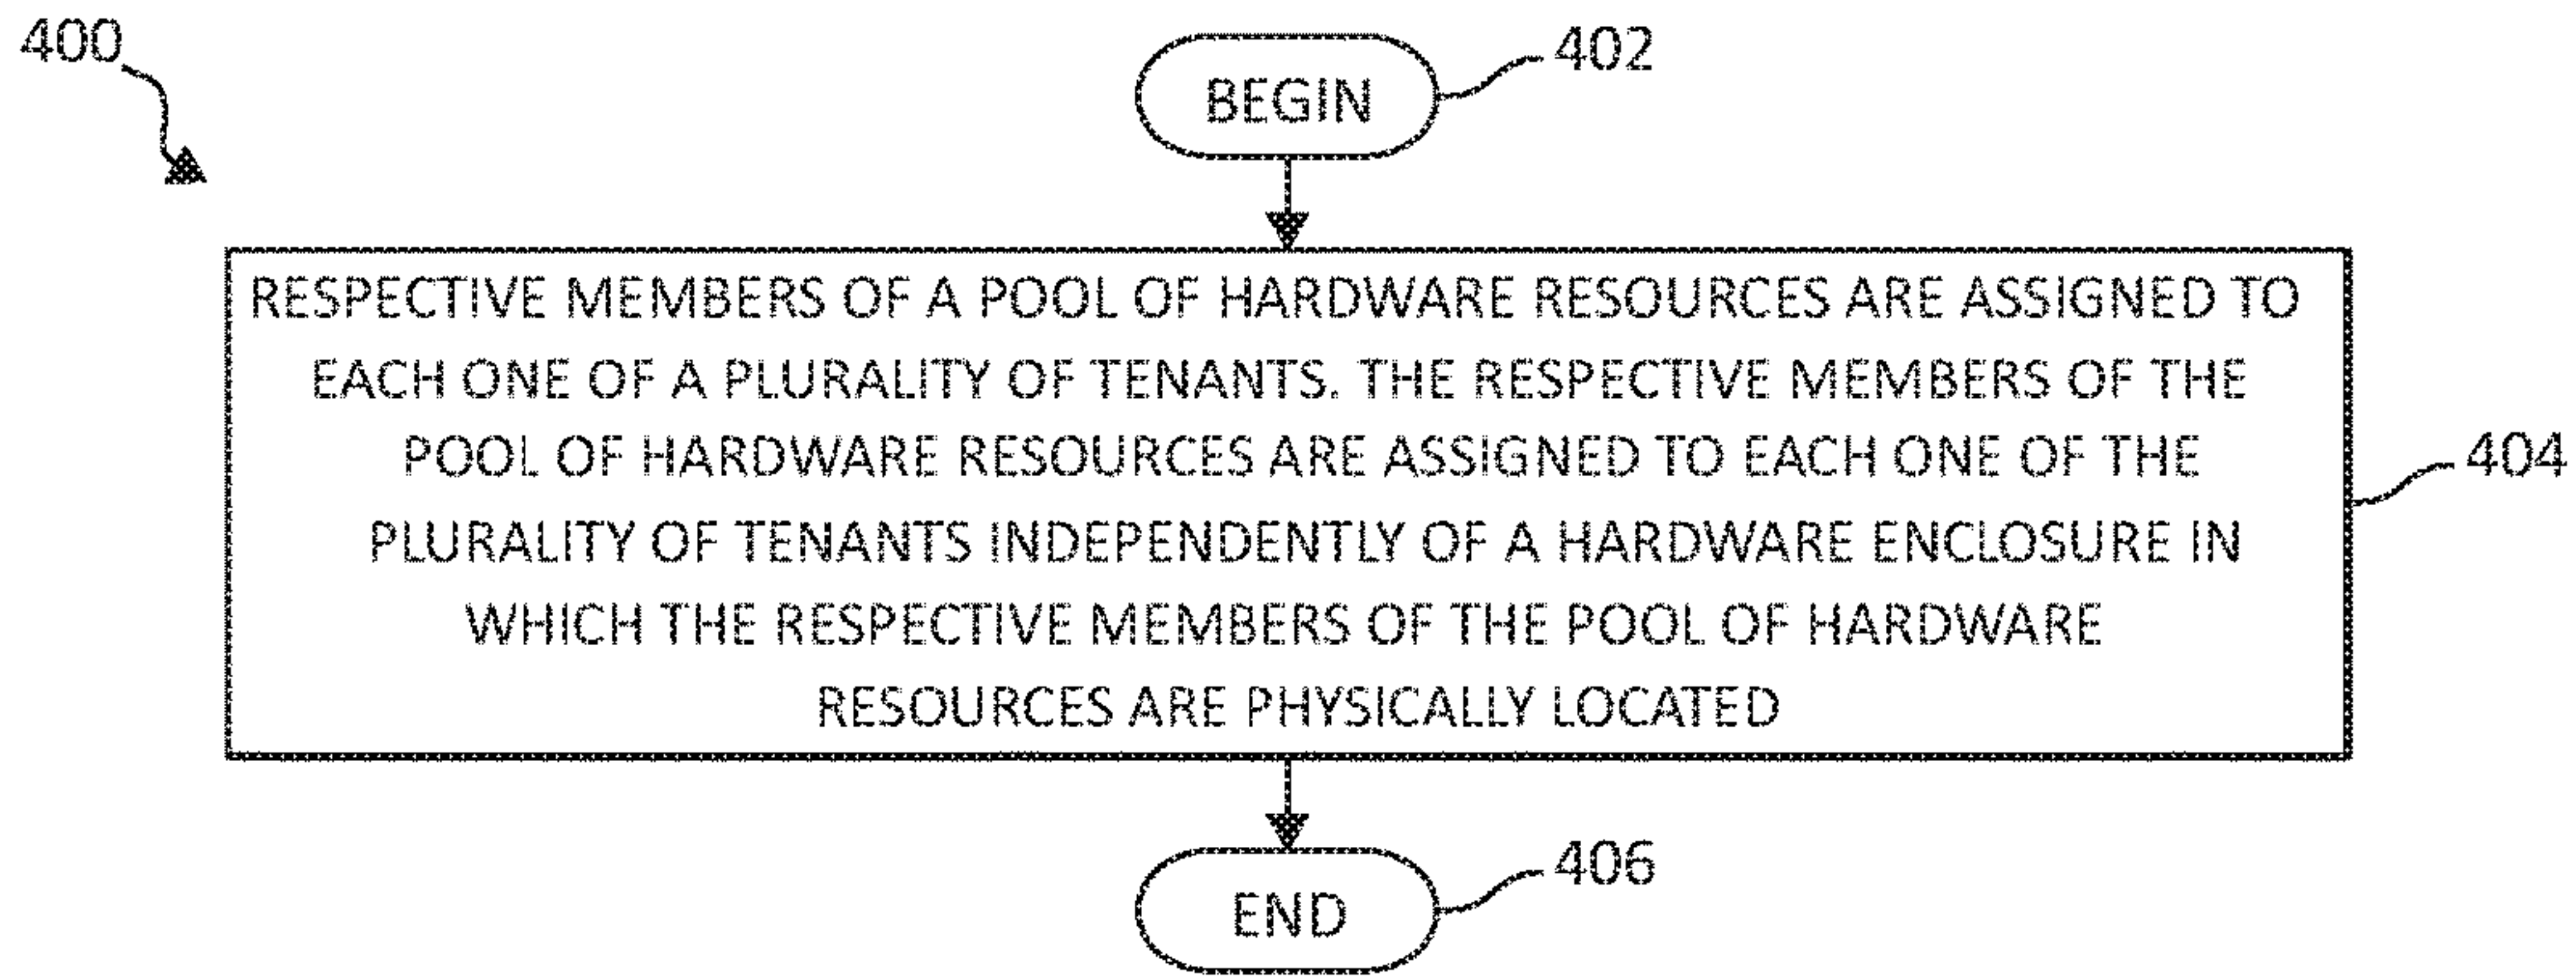 400
BEGIN
402
RESPECTIVE MEMBERS OF A POOL OF HARDWARE RESOURCES ARE ASSIGNED TO
EACH ONE OF A PLURALITY OF TENANTS. THE RESPECTIVE MEMBERS OF THE
POOL OF HARDWARE RESOURCES ARE ASSIGNED TO EACH ONE OF THE
PLURALITY OF TENANTS INDEPENDENTLY OF A HARDWARE ENCLOSURE IN
WHICH THE RESPECTIVE MEMBERS OF THE POOL OF HARDWARE
RESOURCES ARE PHYSICALLY LOCATED
404
END
406